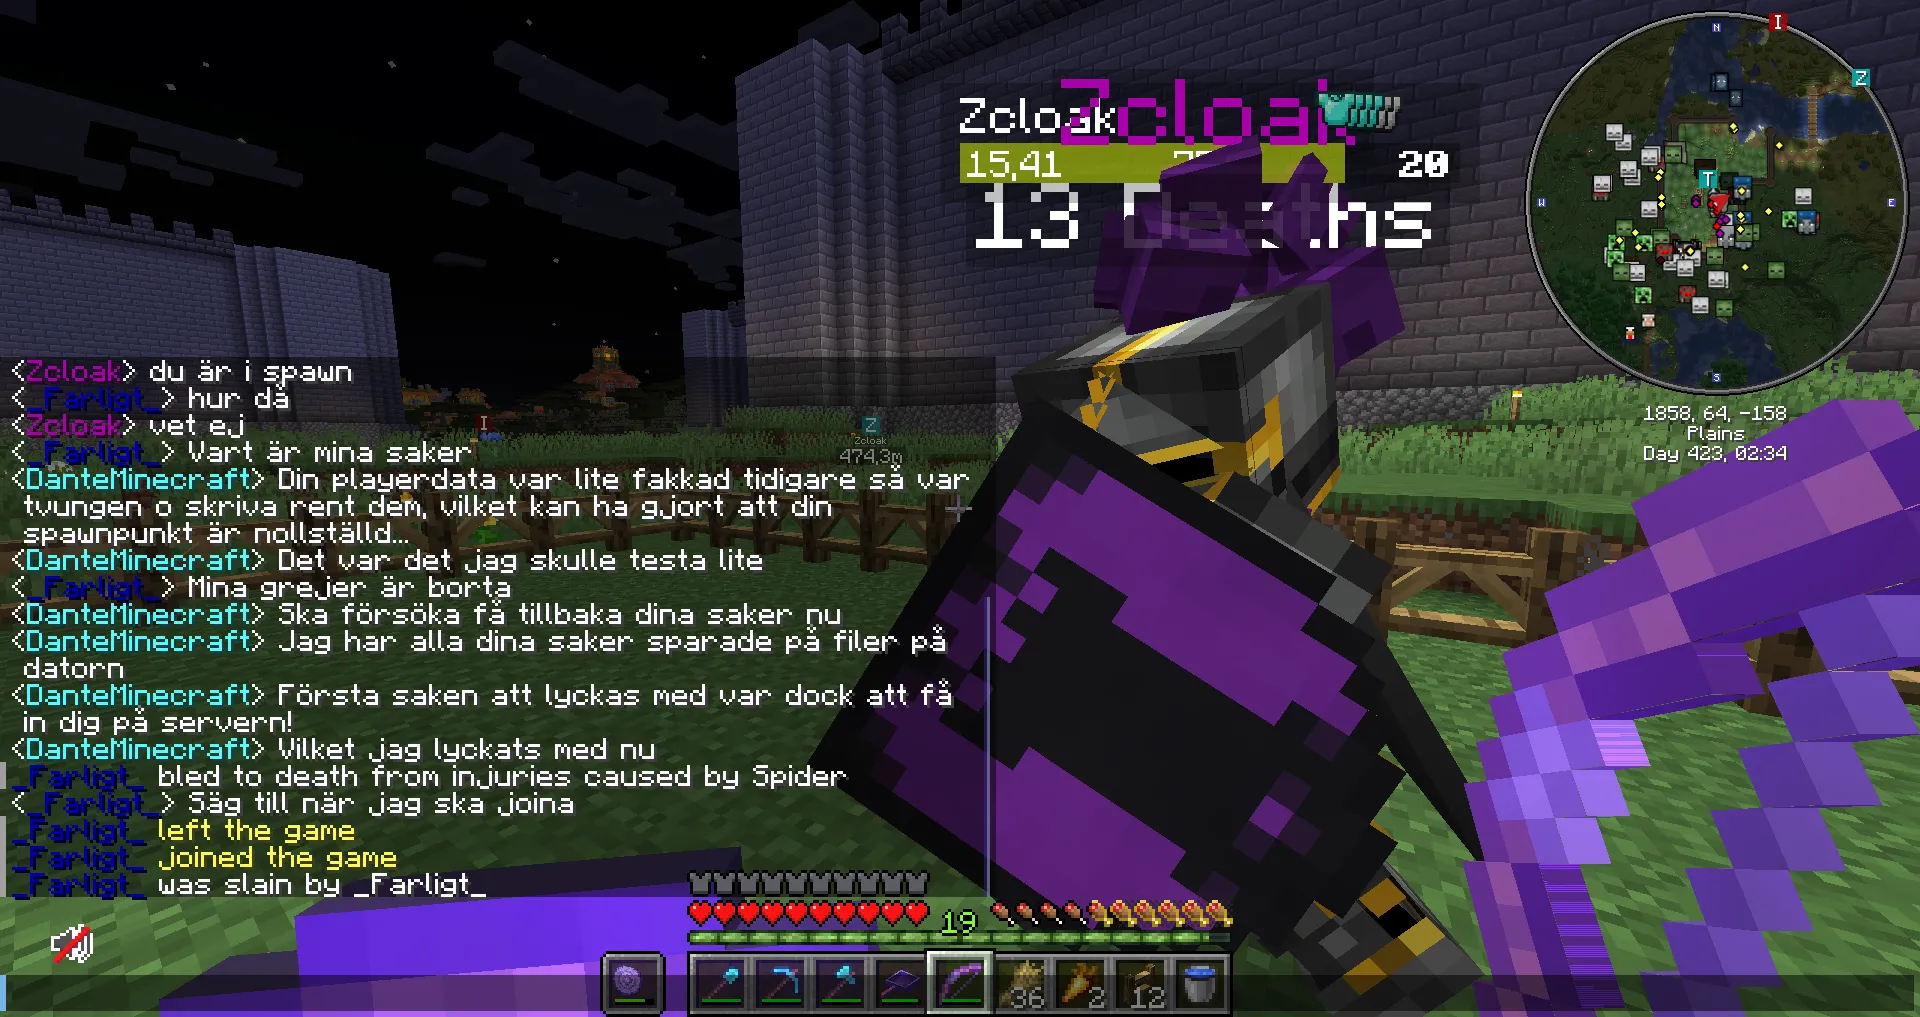 Zcloak
Zcloak
15,41
20
13 Deaths
N
I
Z
T
W
E
S
1858, 64, -158
Plains
Day 423, 02:34
I
Z
Zcloak
474,3m
<Zcloak> du är i spawn
<_Farligt_> hur då
<Zcloak> vet ej
<_Farligt_> Vart är mina saker
<DanteMinecraft> Din playerdata var lite fakkad tidigare så var
tvungen o skriva rent dem, vilket kan ha gjort att din
spawnpunkt är nollställd...
<DanteMinecraft> Det var det jag skulle testa lite
<_Farligt_> Mina grejer är borta
<DanteMinecraft> Ska försöka få tillbaka dina saker nu
<DanteMinecraft> Jag har alla dina saker sparade på filer på
datorn
<DanteMinecraft> Första saken att lyckas med var dock att få
in dig på servern!
<DanteMinecraft> Vilket jag lyckats med nu
_Farligt_ bled to death from injuries caused by Spider
<_Farligt_> Säg till när jag ska joina
_Farligt_ left the game
_Farligt_ joined the game
_Farligt_ was slain by _Farligt_
19
36
2
12